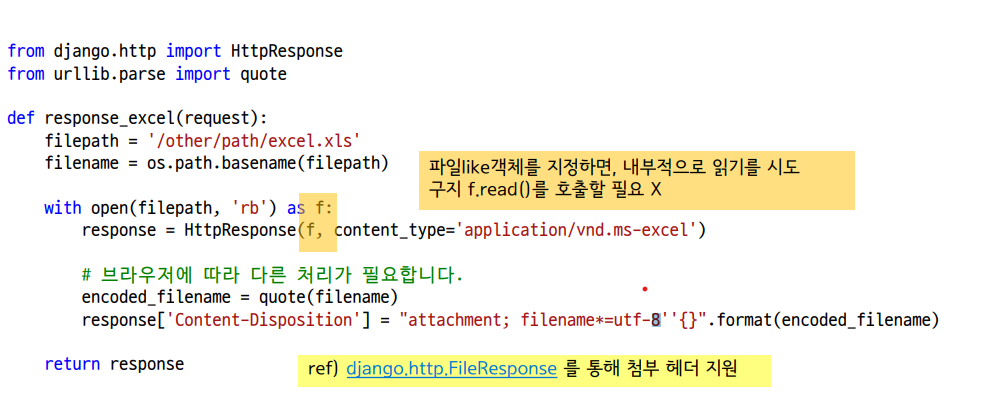 from django.http import HttpResponse
from urllib.parse import quote
def response_excel(request):
filepath = '/other/path/excel.xls'
filename = os.path.basename(filepath)
파일like객체를 지정하면, 내부적으로 읽기를 시도
구지 f.read()를 호출할 필요 X
with open(filepath, 'rb') as f:
response = HttpResponse(f, content_type='application/vnd.ms-excel')
# 브라우저에 따라 다른 처리가 필요합니다.
encoded_filename = quote(filename)
response['Content-Disposition'] = "attachment; filename*=utf-8''{}".format(encoded_filename)
return response
ref) django.http.FileResponse 를 통해 첨부 헤더 지원